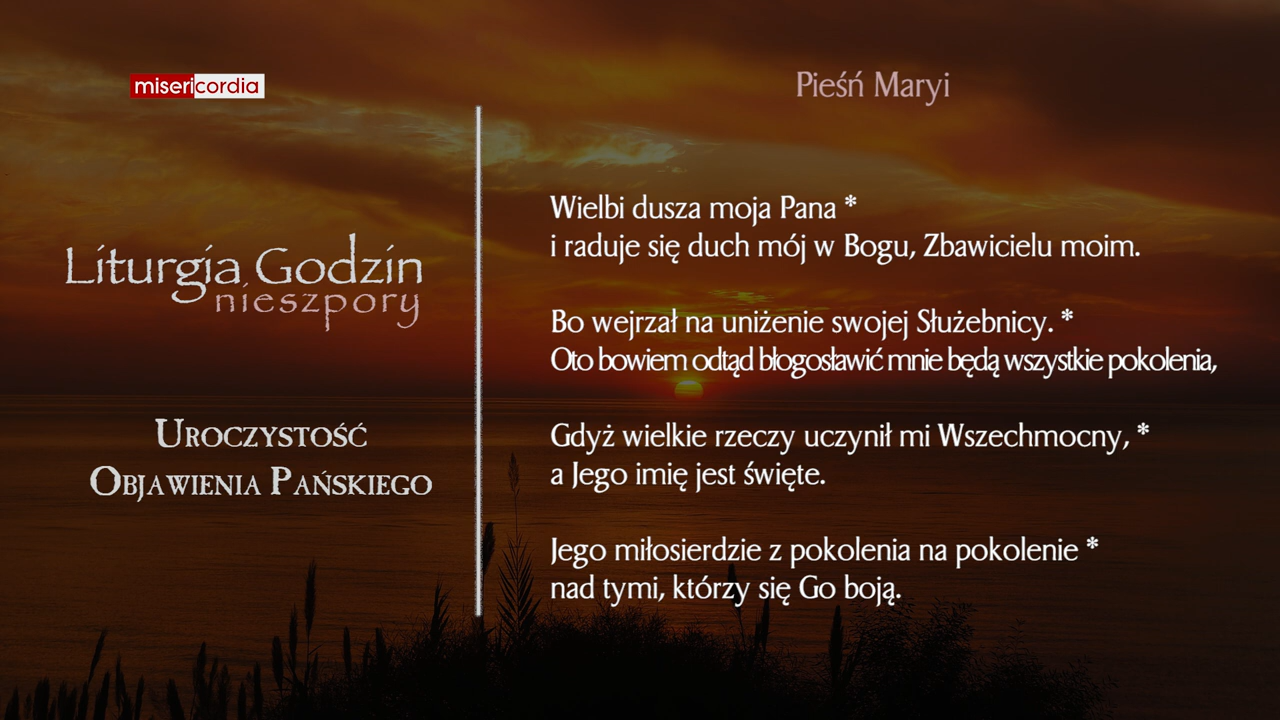 misericordia
Liturgia Godzin
nieszpory
Uroczystość
Objawienia Pańskiego
Pieśń Maryi
Wielbi dusza moja Pana *
i raduje się duch mój w Bogu, Zbawicielu moim.
Bo wejrzał na uniżenie swojej Służebnicy. *
Oto bowiem odtąd błogosławić mnie będą wszystkie pokolenia,
Gdyż wielkie rzeczy uczynił mi Wszechmocny, *
a Jego imię jest święte.
Jego miłosierdzie z pokolenia na pokolenie *
nad tymi, którzy się Go boją.